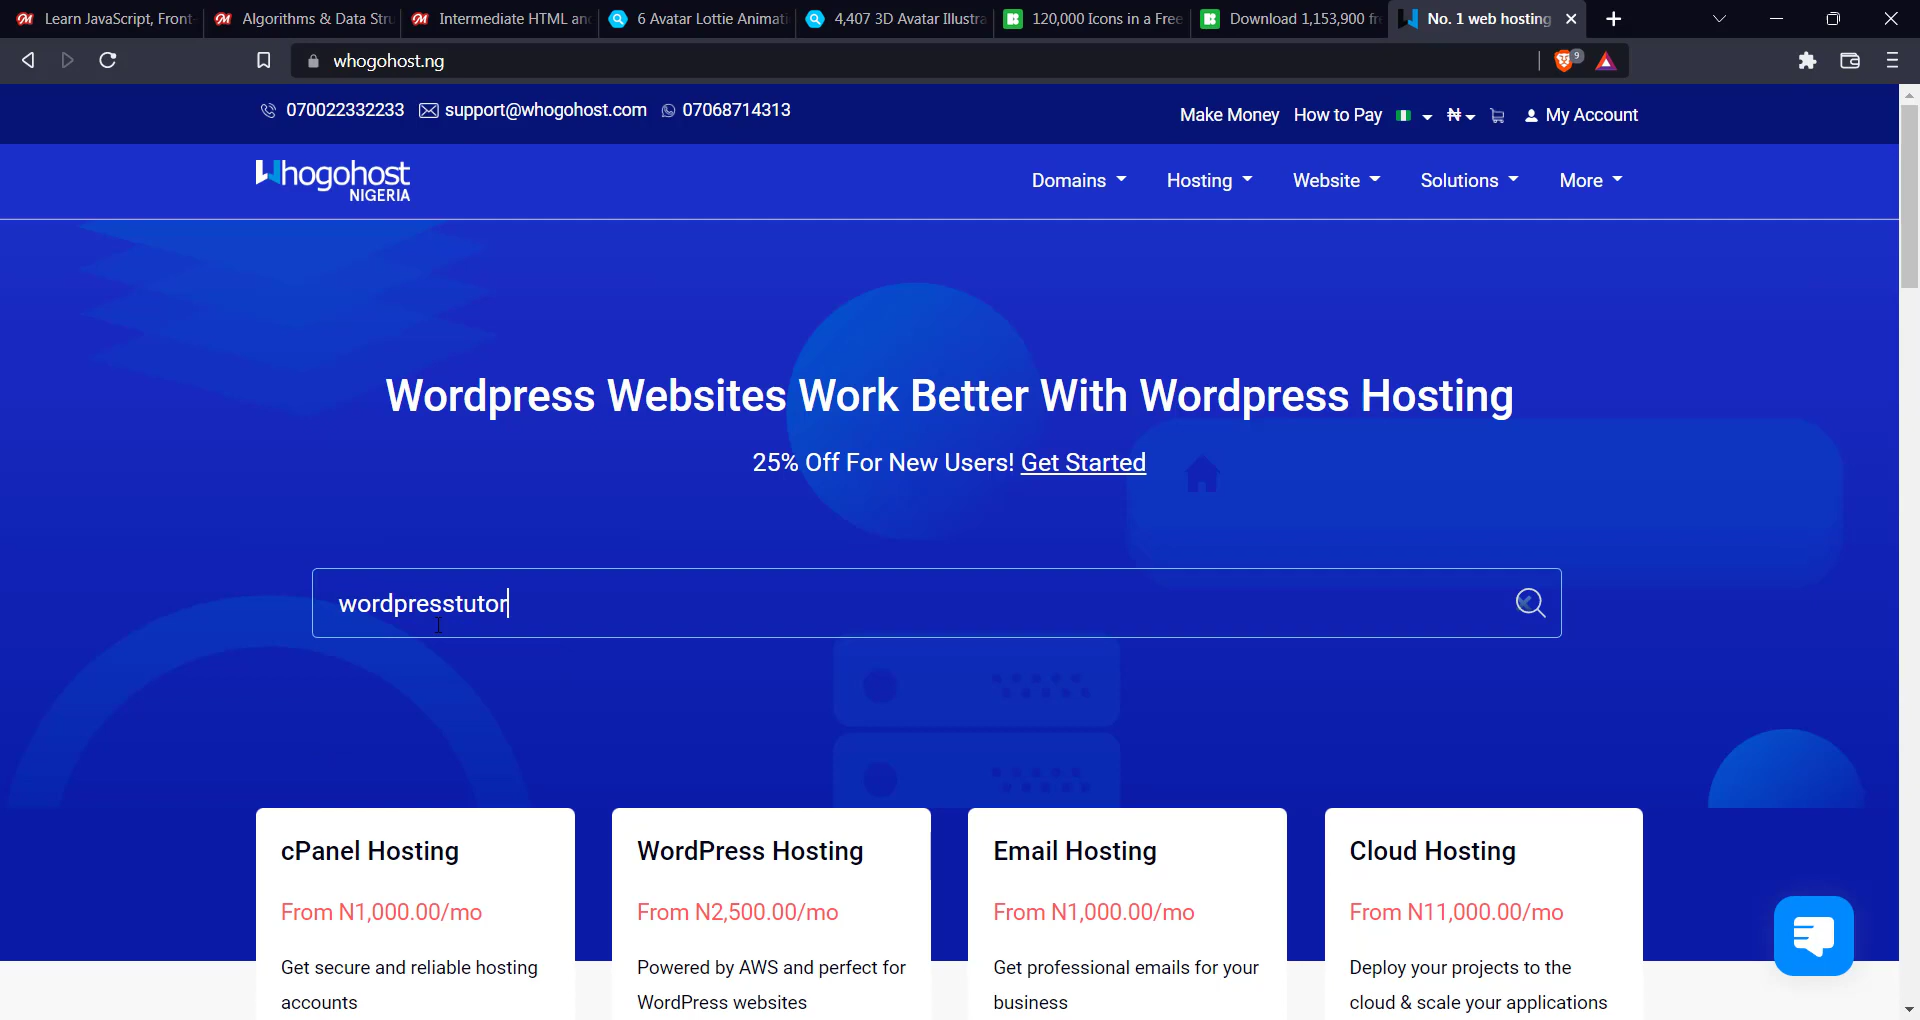 Learn JavaScript, Front- Algorithms & Data Stru Intermediate HTML an 6 Avatar Lottie Animati 4,407 3D Avatar Illustra 120,000 Icons in a Free Download 1,153,900 fr No. 1 web hosting
whogohost.ng 9
070022332233 support@whogohost.com 07068714313 Make Money How to Pay ₦ My Account
Whogohost
NIGERIA
Domains Hosting Website Solutions More
Wordpress Websites Work Better With Wordpress Hosting
25% Off For New Users! Get Started
wordpresstutor
cPanel Hosting WordPress Hosting Email Hosting Cloud Hosting
From N1,000.00/mo From N2,500.00/mo From N1,000.00/mo From N11,000.00/mo
Get secure and reliable hosting Powered by AWS and perfect for Get professional emails for your Deploy your projects to the
accounts WordPress websites business cloud & scale your applications